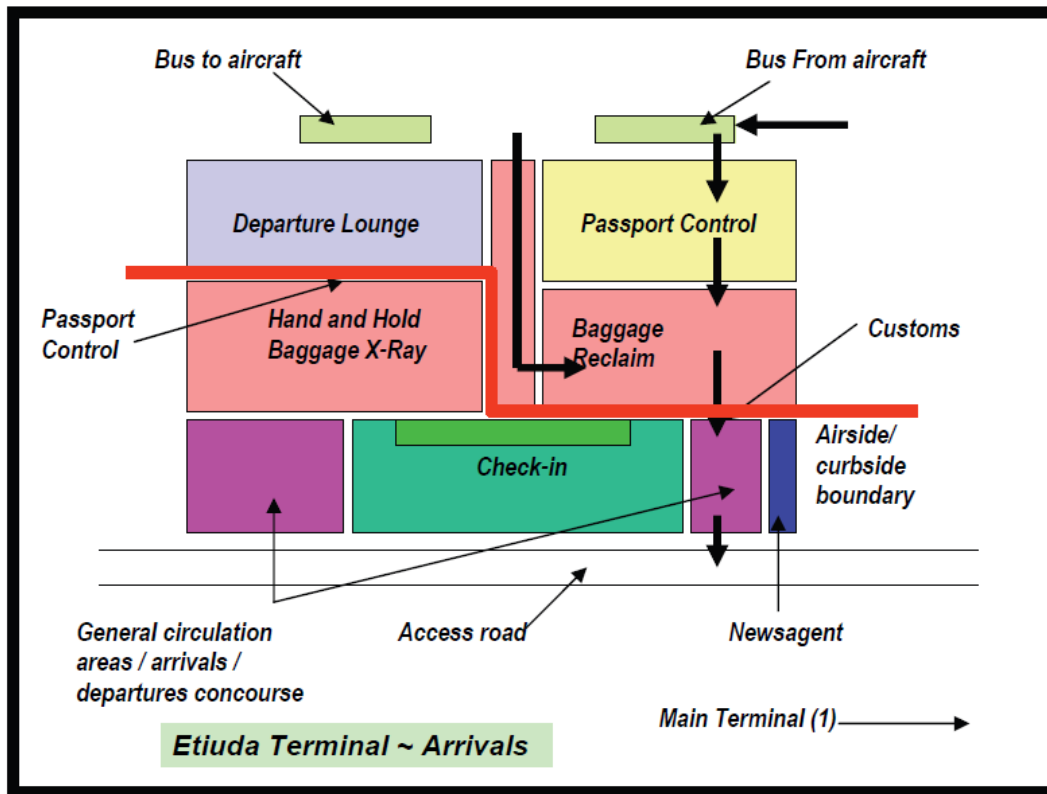 Bus to aircraft
Bus From aircraft
Departure Lounge
Passport Control
Passport
Control
Hand and Hold
Baggage X-Ray
Baggage
Reclaim
Customs
Check-in
Airside/
curbside
boundary
General circulation
areas / arrivals /
departures concourse
Access road
Newsagent
Main Terminal (1)
Etiuda Terminal ~ Arrivals